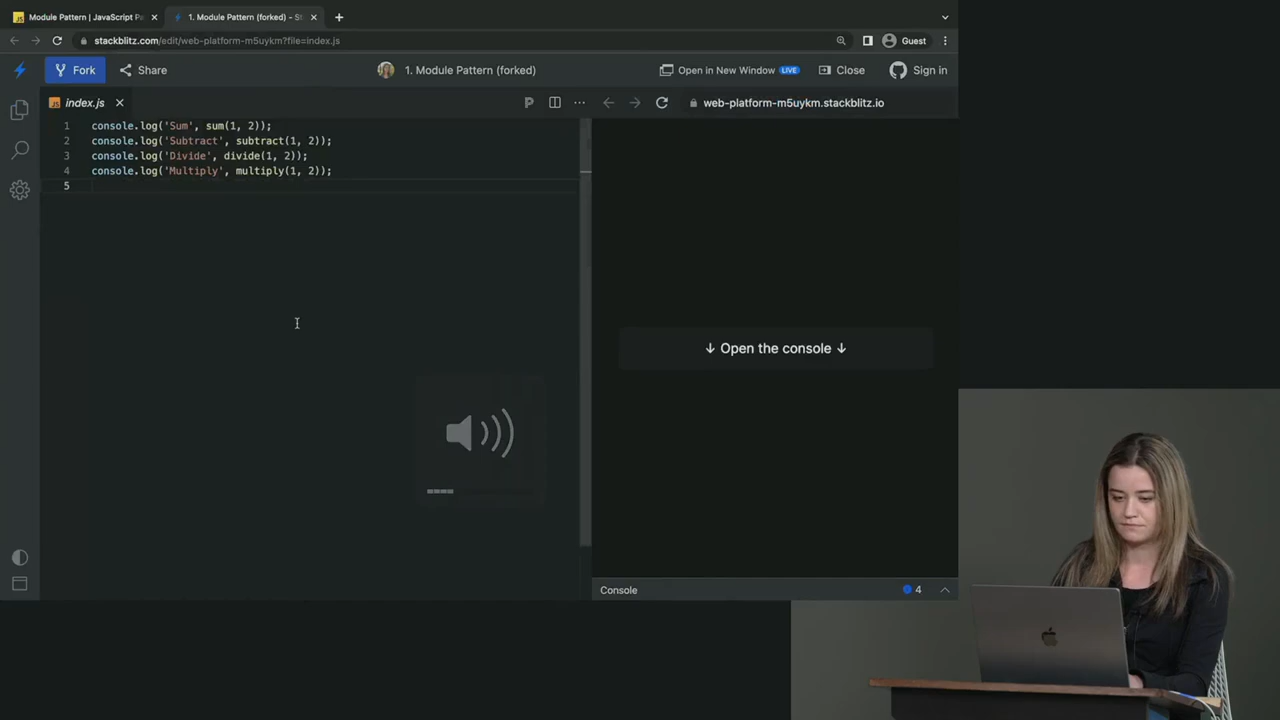 Module Pattern | JavaScript Pa
1. Module Pattern (forked) - St
stackblitz.com/edit/web-platform-m5uykm?file=index.js
Guest
Fork
Share
1. Module Pattern (forked)
Open in New Window LIVE
Close
Sign in
index.js
web-platform-m5uykm.stackblitz.io
1 console.log('Sum', sum(1, 2));
2 console.log('Subtract', subtract(1, 2));
3 console.log('Divide', divide(1, 2));
4 console.log('Multiply', multiply(1, 2));
5
↓ Open the console ↓
Console
4